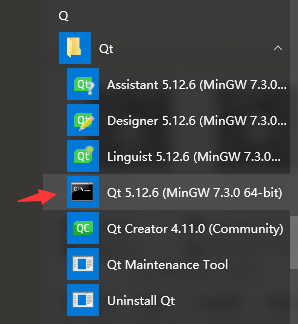 Q
Qt
Assistant 5.12.6 (MinGW 7.3.0...
Designer 5.12.6 (MinGW 7.3.0...
Linguist 5.12.6 (MinGW 7.3.0...
Qt 5.12.6 (MinGW 7.3.0 64-bit)
Qt Creator 4.11.0 (Community)
Qt Maintenance Tool
Uninstall Qt